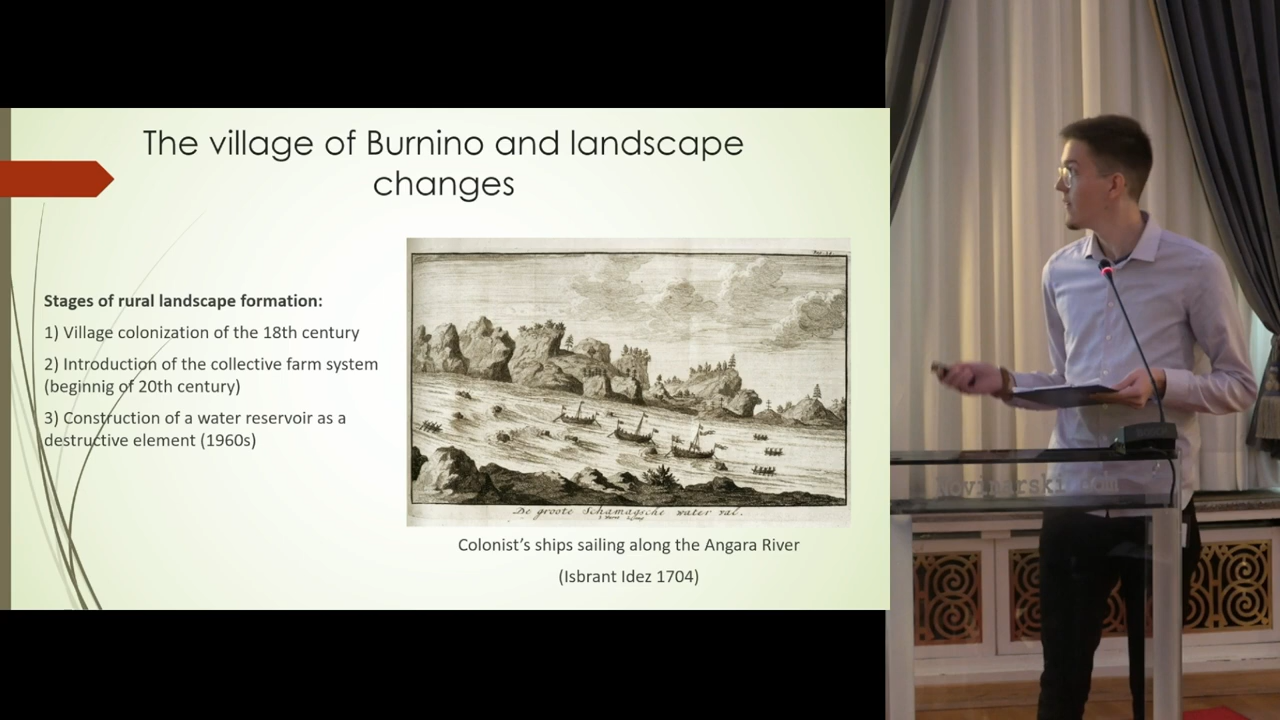 The village of Burnino and landscape
changes
Stages of rural landscape formation:
1) Village colonization of the 18th century
2) Introduction of the collective farm system
(beginnig of 20th century)
3) Construction of a water reservoir as a
destructive element (1960s)
De groote Schamagsche water val.
Colonist’s ships sailing along the Angara River
(Isbrant Idez 1704)